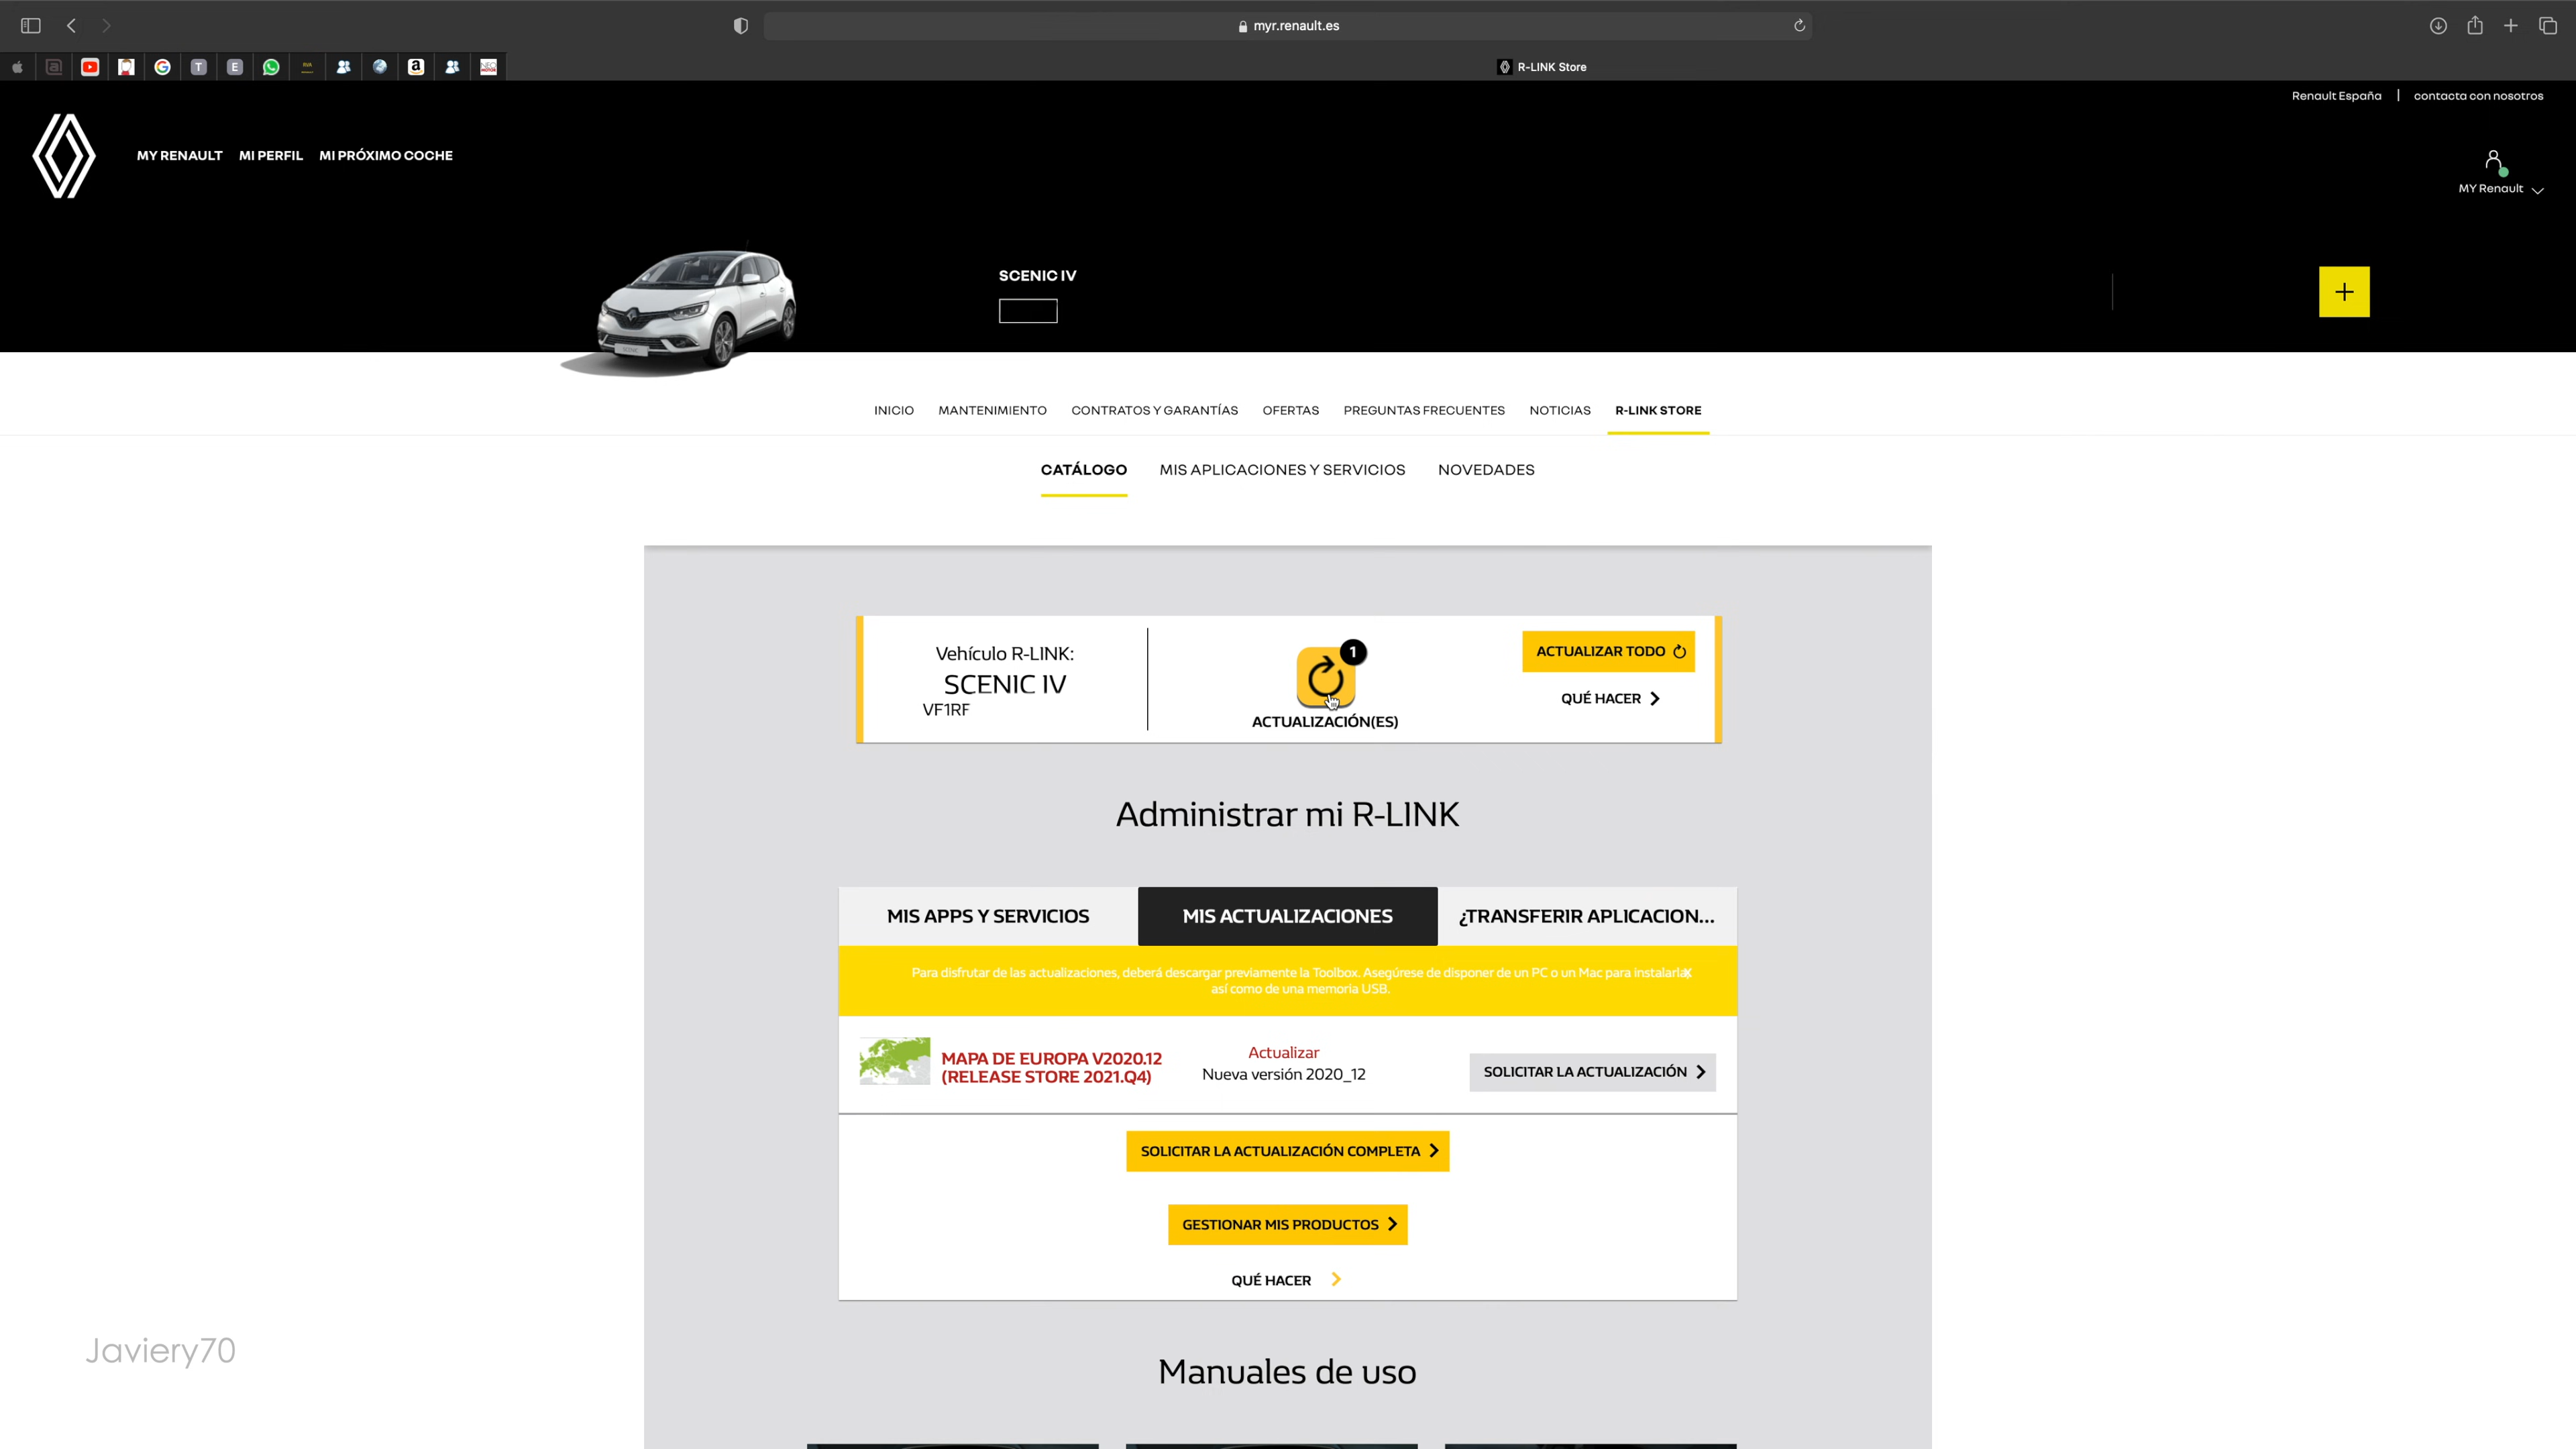 myr.renault.es
T
E
a
R-LINK Store
Renault España | contacta con nosotros
MY RENAULT MI PERFIL MI PRÓXIMO COCHE
MY Renault
SCENIC IV
INICIO MANTENIMIENTO CONTRATOS Y GARANTÍAS OFERTAS PREGUNTAS FRECUENTES NOTICIAS R-LINK STORE
CATÁLOGO MIS APLICACIONES Y SERVICIOS NOVEDADES
Vehículo R-LINK:
SCENIC IV
VF1RF
1
ACTUALIZACIÓN(ES)
ACTUALIZAR TODO
QUÉ HACER
Administrar mi R-LINK
MIS APPS Y SERVICIOS MIS ACTUALIZACIONES ¿TRANSFERIR APLICACION...
Para disfrutar de las actualizaciones, deberá descargar previamente la Toolbox. Asegúrese de disponer de un PC o un Mac para instalarla,
así como de una memoria USB.
MAPA DE EUROPA V2020.12
(RELEASE STORE 2021.Q4)
Actualizar
Nueva versión 2020_12
SOLICITAR LA ACTUALIZACIÓN
SOLICITAR LA ACTUALIZACIÓN COMPLETA
GESTIONAR MIS PRODUCTOS
QUÉ HACER
Javiery70
Manuales de uso